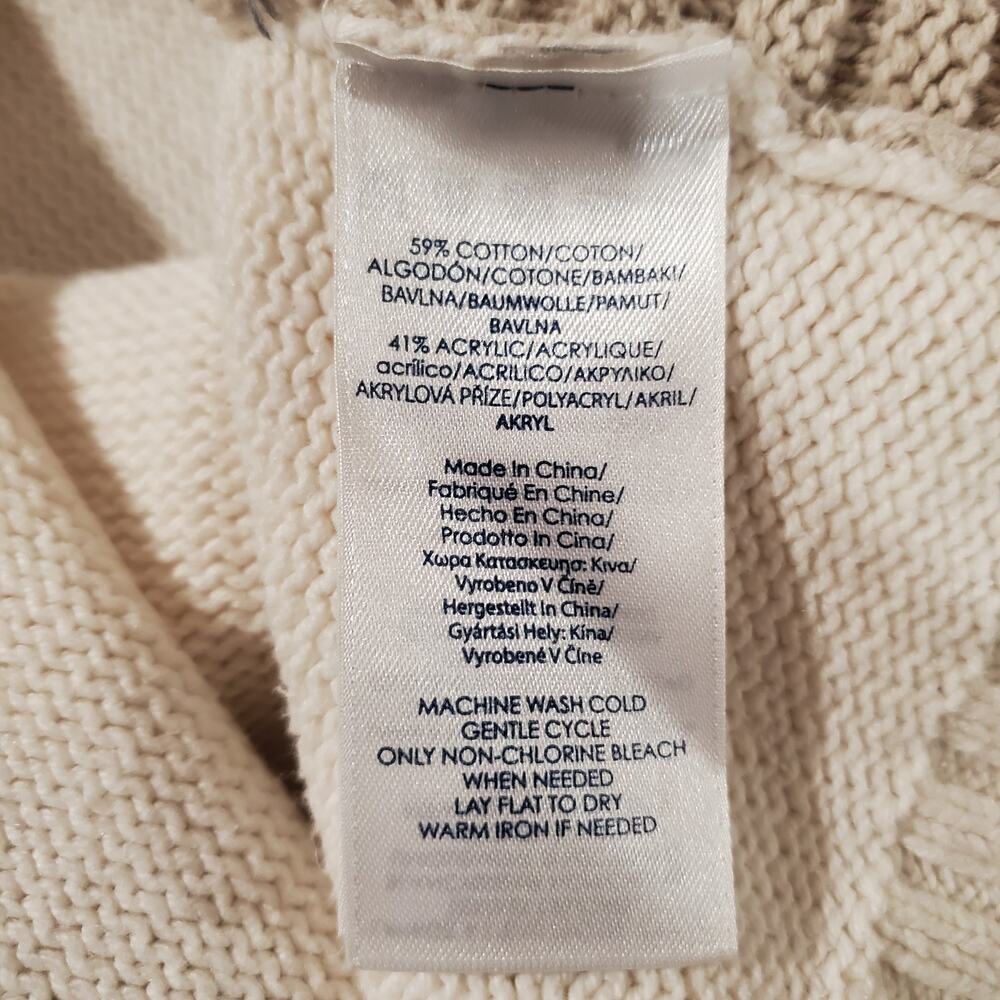 59% COTTON/COTON/
ALGODÓN/COTONE/BAMBAKI/
BAVLNA/BAUMWOLLE/PAMUT/
BAVLNA
41% ACRYLIC/ACRYLIQUE/
acrílico/ACRILICO/ΑΚΡΥΛΙΚΟ/
AKRYLOVÁ PŘÍZE/POLYACRYL/AKRIL/
AKRYL
Made In China/
Fabriqué En Chine/
Hecho En China/
Prodotto In Cina/
Χωρα Κατασκευησ: Κινα/
Vyrobeno V Číně/
Hergestellt In China/
Gyártási Hely: Kína/
Vyrobené V Číne
MACHINE WASH COLD
GENTLE CYCLE
ONLY NON-CHLORINE BLEACH
WHEN NEEDED
LAY FLAT TO DRY
WARM IRON IF NEEDED